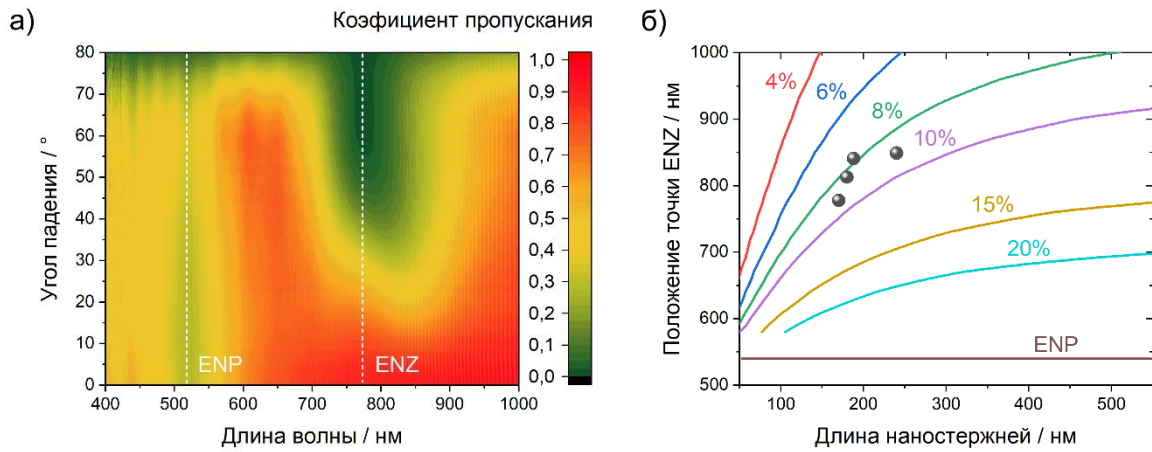 а)
Коэффициент пропускания
80
70
60
50
40
30
20
10
0
Угол падения / °
ENP
ENZ
400 500 600 700 800 900 1000
Длина волны / нм
1,0
0,9
0,8
0,7
0,6
0,5
0,4
0,3
0,2
0,1
0,0
б)
1000
900
800
700
600
500
Положение точки ENZ / нм
4%
6%
8%
10%
15%
20%
ENP
100 200 300 400 500
Длина наностержней / нм